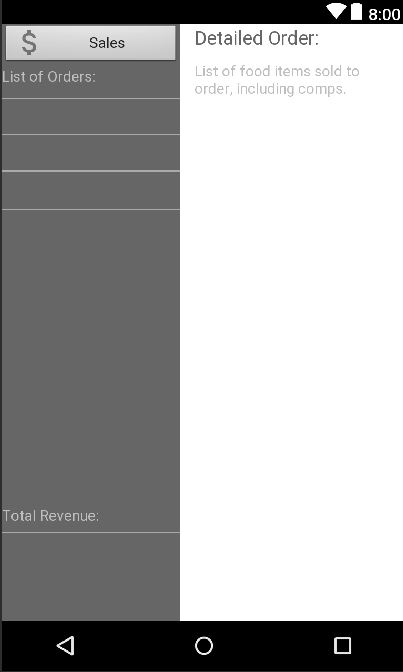 8:00
$ Sales
List of Orders:
Total Revenue:
Detailed Order:
List of food items sold to
order, including comps.